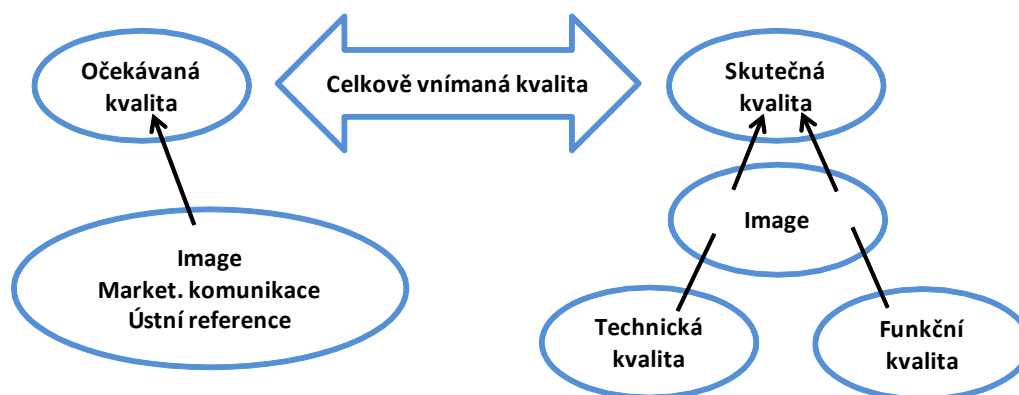 Očekávaná
kvalita
Celkově vnímaná kvalita
Skutečná
kvalita
Image
Market. komunikace
Ústní reference
Image
Technická
kvalita
Funkční
kvalita